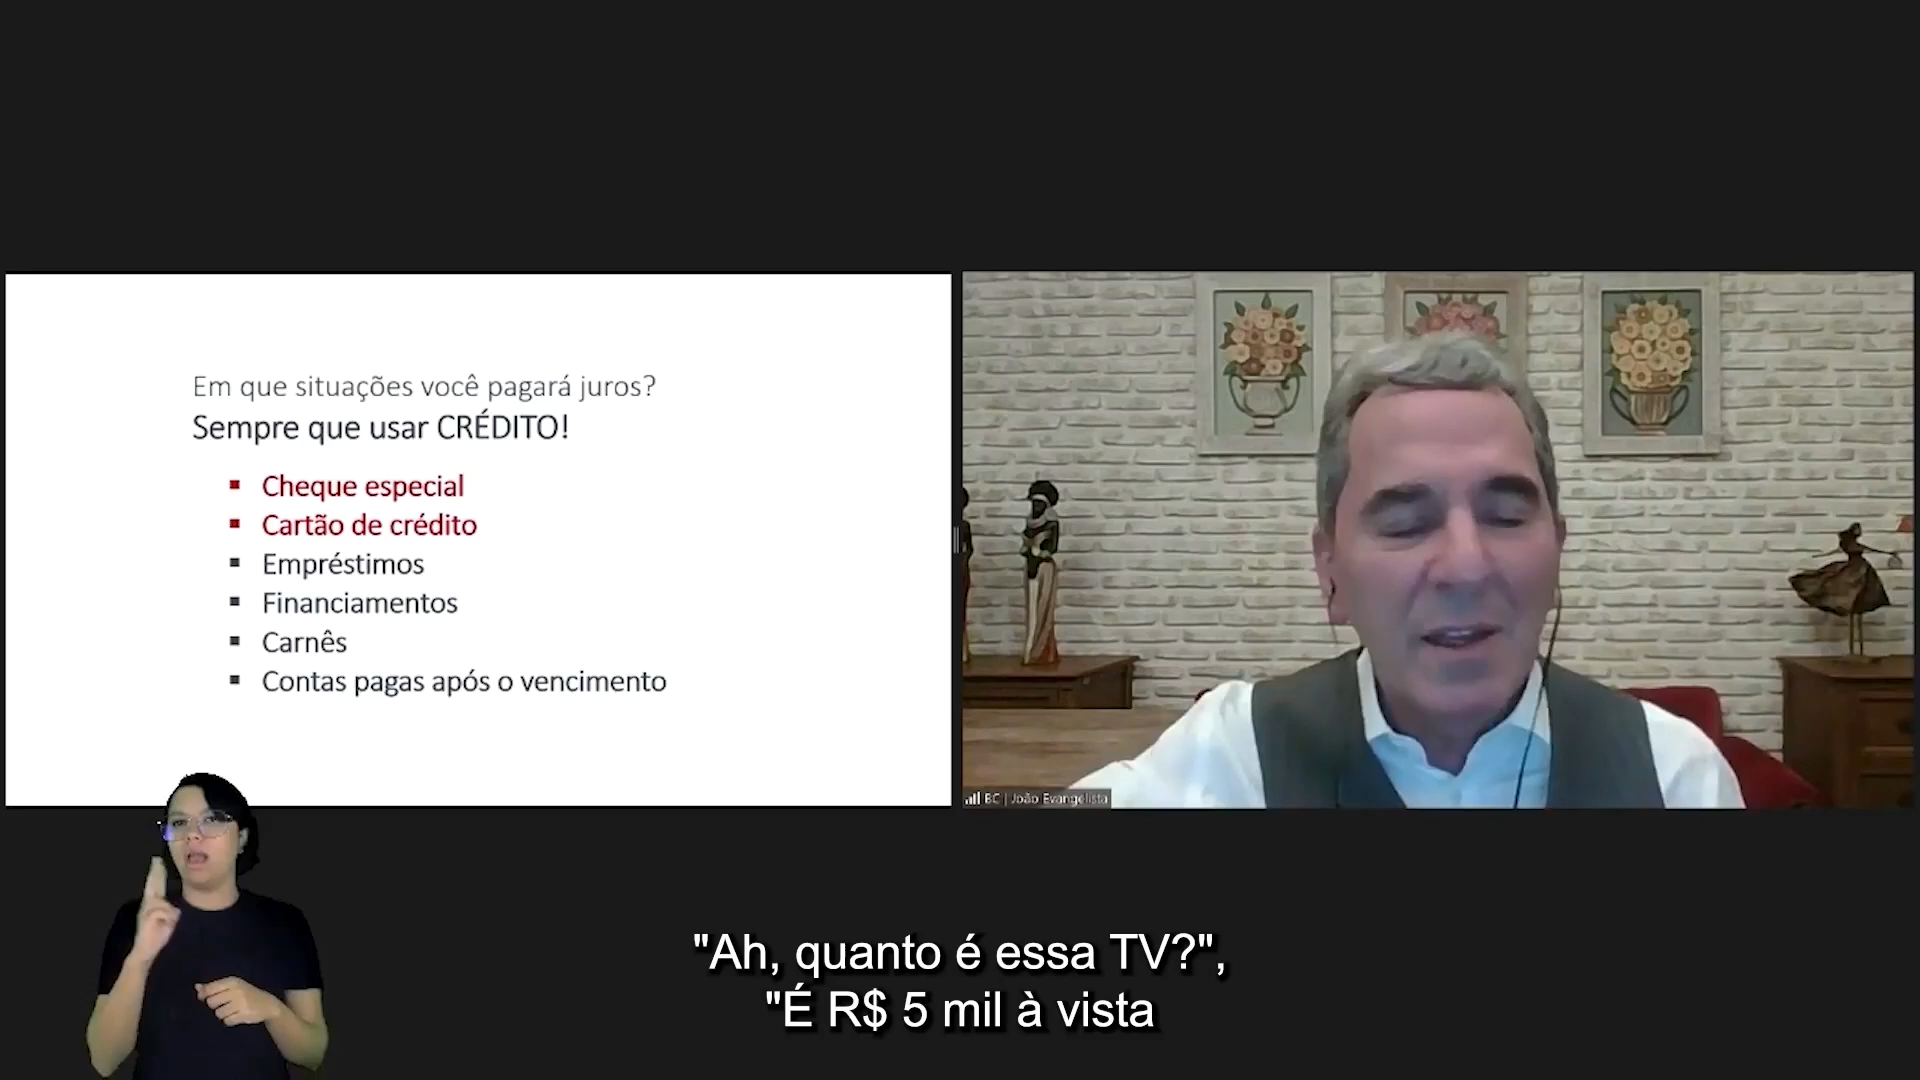 Em que situações você pagará juros?
Sempre que usar CRÉDITO!
▪ Cheque especial
▪ Cartão de crédito
▪ Empréstimos
▪ Financiamentos
▪ Carnês
▪ Contas pagas após o vencimento
BC | João Evangelista
"Ah, quanto é essa TV?",
"É R$ 5 mil à vista